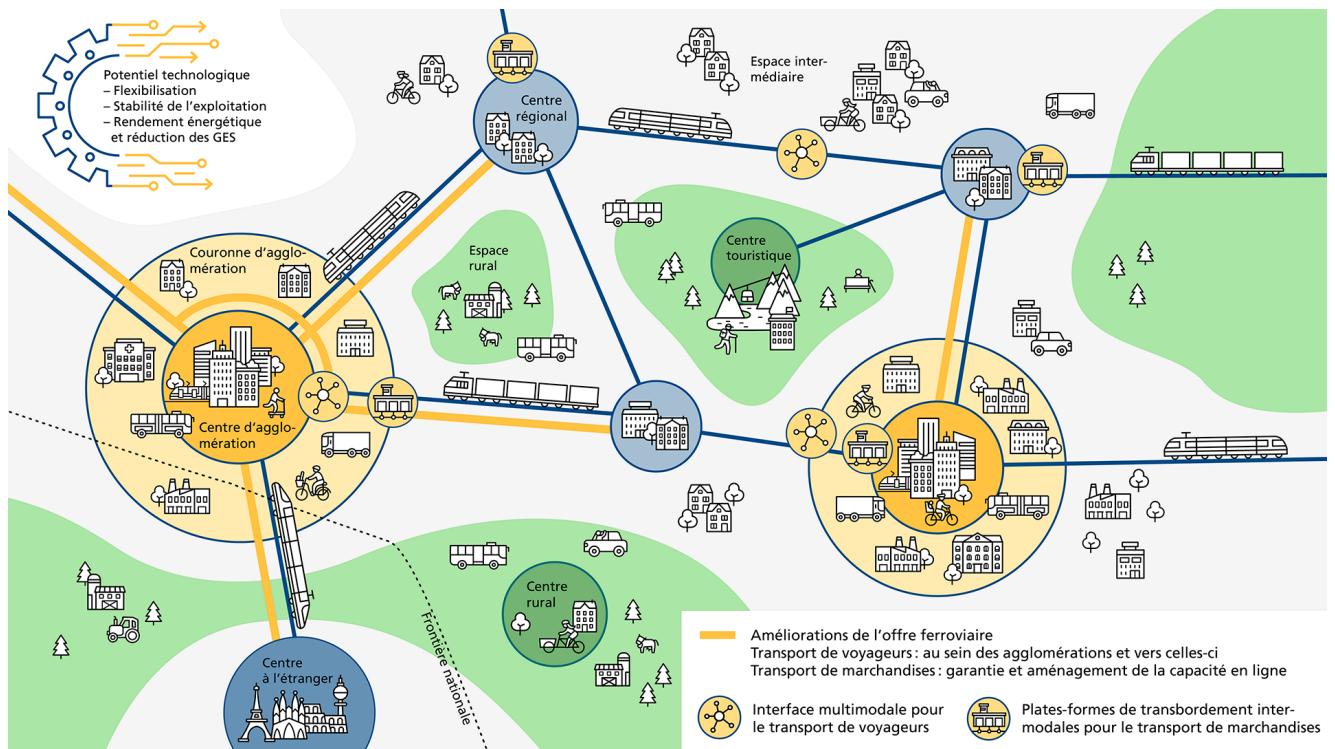 Potentiel technologique
– Flexibilisation
– Stabilité de l’exploitation
– Rendement énergétique
et réduction des GES
Centre
régional
Espace inter-
médiaire
Couronne d’agglo-
mération
Espace
rural
Centre
touristique
Centre d’agglo-
mération
Centre
rural
Frontière nationale
Centre
à l’étranger
Améliorations de l’offre ferroviaire
Transport de voyageurs : au sein des agglomérations et vers celles-ci
Transport de marchandises : garantie et aménagement de la capacité en ligne
Interface multimodale pour
le transport de voyageurs
Plates-formes de transbordement inter-
modales pour le transport de marchandises